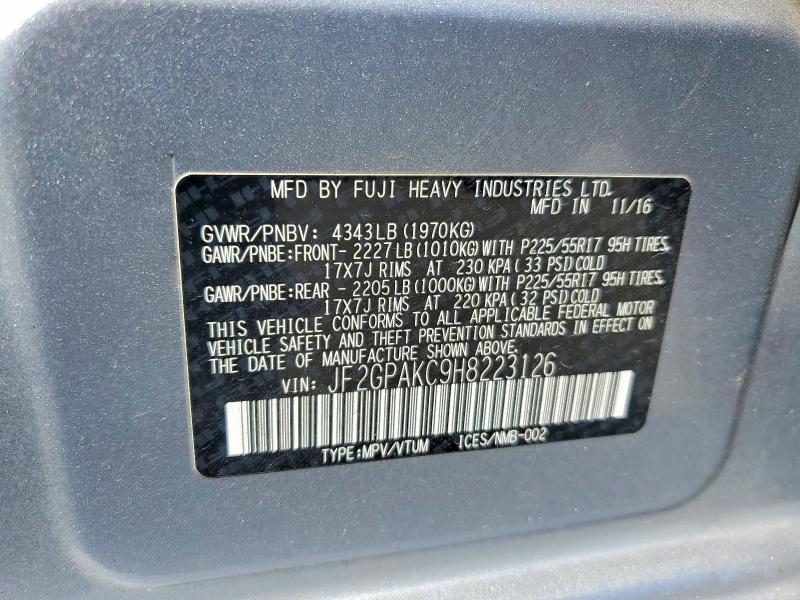 MFD BY FUJI HEAVY INDUSTRIES LTD.
MFD IN 11/16
GVWR/PNBV: 4343LB(1970KG)
GAWR/PNBE:FRONT- 2227LB(1010KG)WITH P225/55R17 95H TIRES,
17X7J RIMS AT 230 KPA(33 PSI)COLD
GAWR/PNBE:REAR - 2205LB(1000KG)WITH P225/55R17 95H TIRES,
17X7J RIMS AT 220 KPA(32 PSI)COLD
THIS VEHICLE CONFORMS TO ALL APPLICABLE FEDERAL MOTOR
VEHICLE SAFETY AND THEFT PREVENTION STANDARDS IN EFFECT ON
THE DATE OF MANUFACTURE SHOWN ABOVE.
VIN: JF2GPAKC9H8223126
TYPE:MPV/VTUM ICES/NMB-002